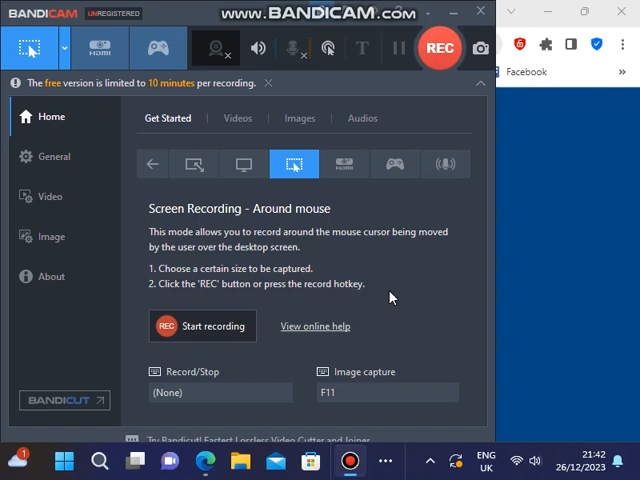 BANDICAM UNREGISTERED
www.BANDICAM.com
REC
The free version is limited to 10 minutes per recording.
Facebook
Home
General
Video
Image
About
BANDICUT
Get Started Videos Images Audios
HDMI
Screen Recording - Around mouse
This mode allows you to record around the mouse cursor being moved
by the user over the desktop screen.
1. Choose a certain size to be captured.
2. Click the 'REC' button or press the record hotkey.
REC Start recording View online help
Record/Stop Image capture
(None) F11
Try Bandicut! Fastest Lossless Video Cutter and Joiner
1
ENG
UK
21:42
26/12/2023